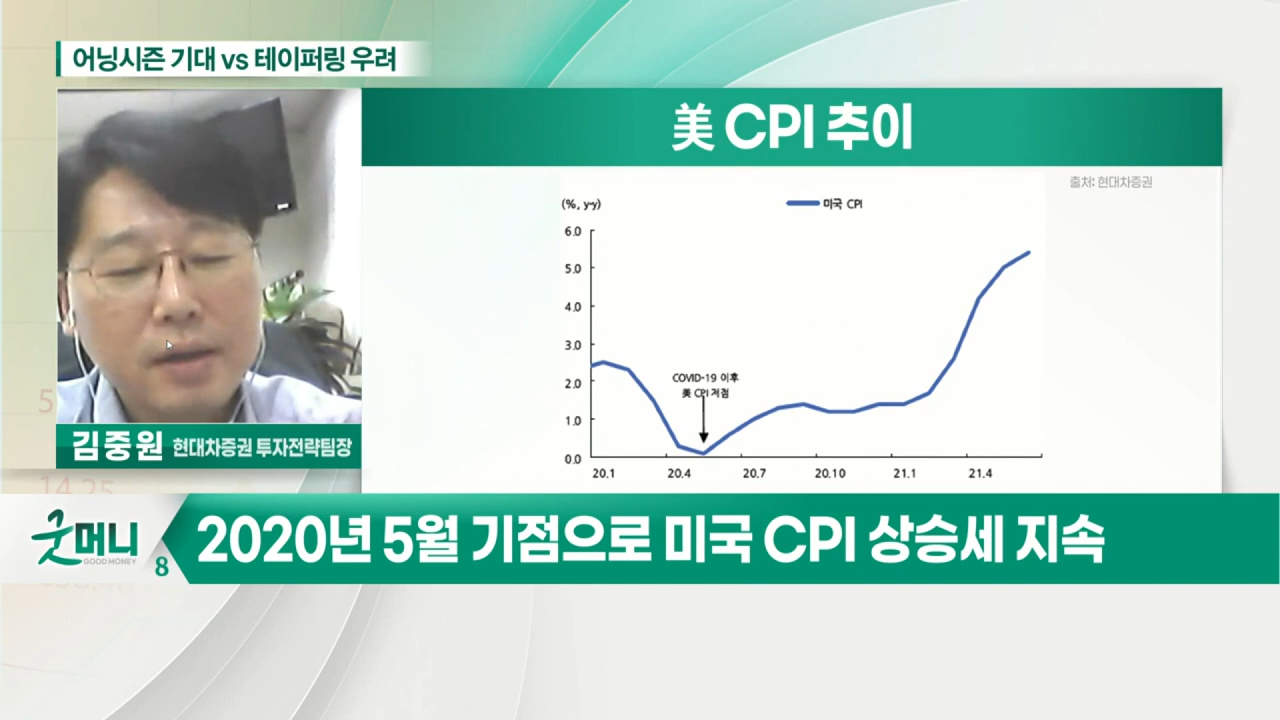 어닝시즌 기대 vs 테이퍼링 우려
美 CPI 추이
출처: 현대차증권
(%, y-y)
미국 CPI
6.0
5.0
4.0
3.0
2.0
1.0
0.0
COVID-19 이후
美 CPI 저점
20.1 20.4 20.7 20.10 21.1 21.4
김중원 현대차증권 투자전략팀장
굿머니
GOOD MONEY
8
2020년 5월 기점으로 미국 CPI 상승세 지속
5
14.25